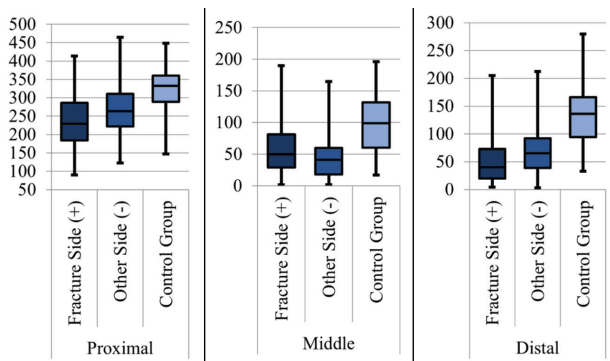 500
450
400
350
300
250
200
150
100
50
Fracture Side (+)
Other Side (-)
Control Group
Proximal
250
200
150
100
50
0
Fracture Side (+)
Other Side (-)
Control Group
Middle
300
250
200
150
100
50
0
Fracture Side (+)
Other Side (-)
Control Group
Distal